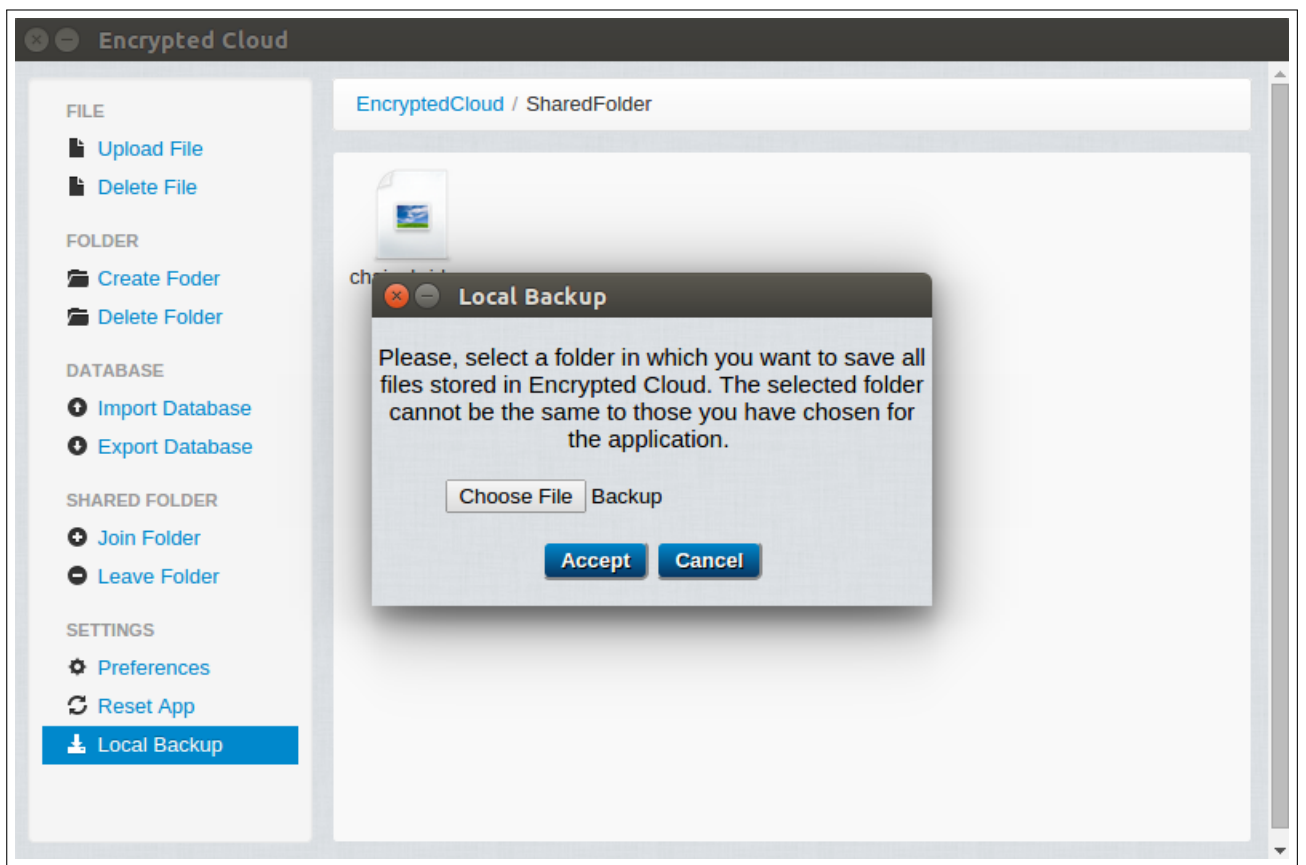 Encrypted Cloud
FILE
Upload File
Delete File
FOLDER
Create Foder
Delete Folder
DATABASE
Import Database
Export Database
SHARED FOLDER
Join Folder
Leave Folder
SETTINGS
Preferences
Reset App
Local Backup
EncryptedCloud / SharedFolder
Local Backup
Please, select a folder in which you want to save all
files stored in Encrypted Cloud. The selected folder
cannot be the same to those you have chosen for
the application.
Choose File Backup
Accept Cancel